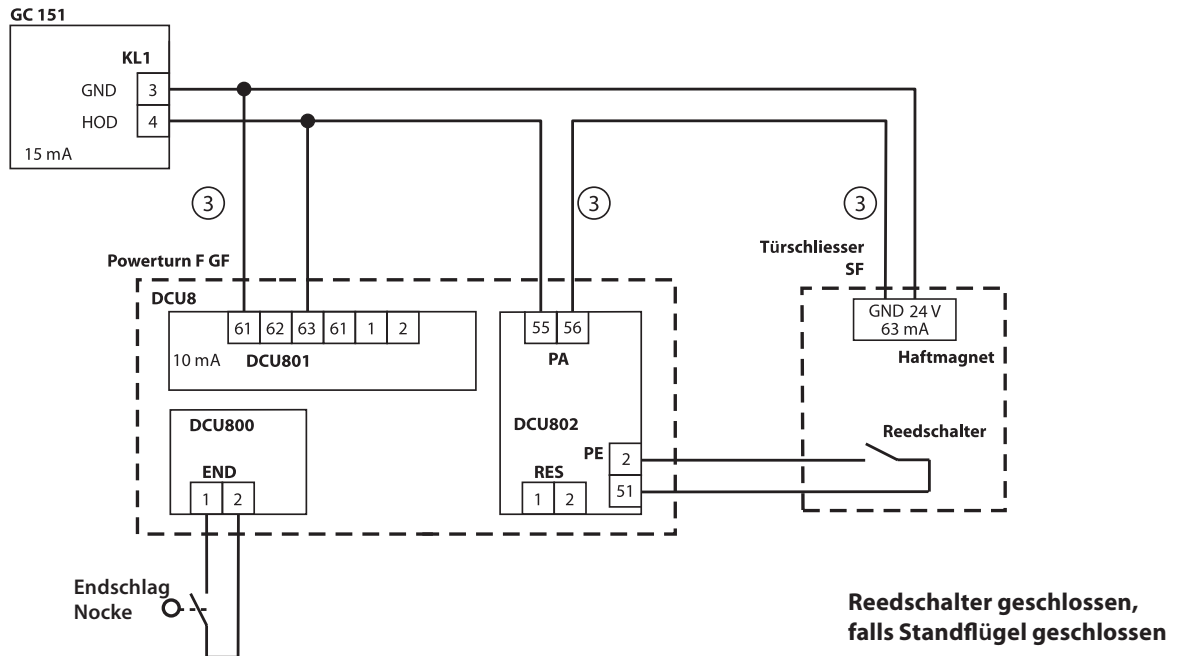 GC 151
KL1
GND 3
HOD 4
15 mA
3 3 3
Türschliesser
SF
Powerturn F GF
DCU8
GND 24 V
63 mA
61 62 63 61 1 2
55 56
10 mA DCU801
PA
Haftmagnet
DCU800
DCU802
Reedschalter
PE 2
END
RES
51
1 2
1 2
Endschlag
Nocke
Reedschalter geschlossen,
falls Standflügel geschlossen